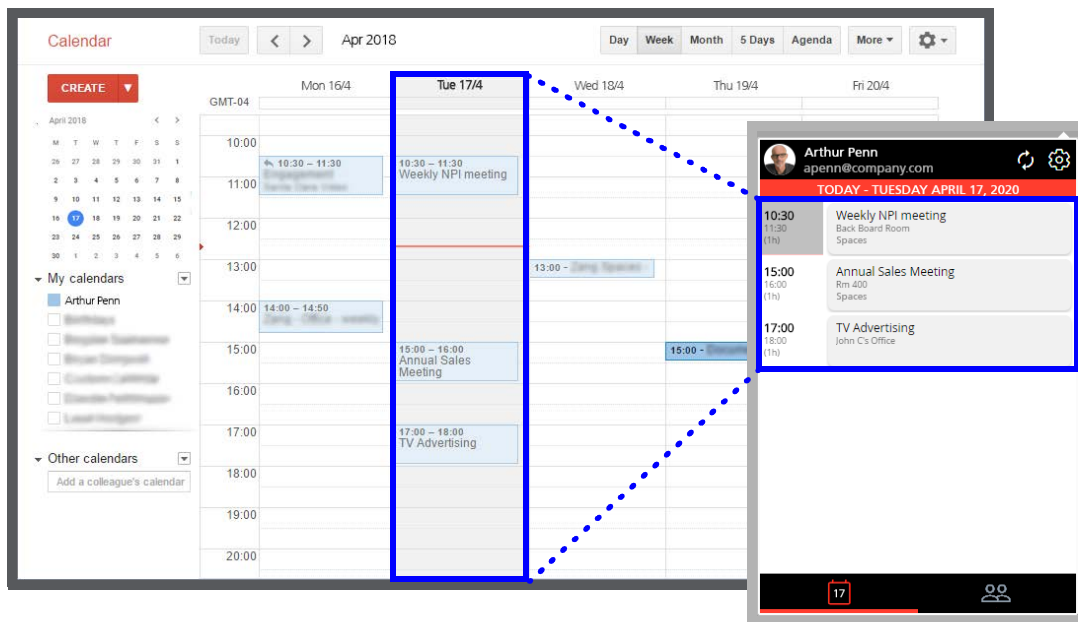 Calendar
Today
Apr 2018
Day Week Month 5 Days Agenda
More
CREATE
GMT-04
Mon 16/4
Tue 17/4
Wed 18/4
Thu 19/4
Fri 20/4
April 2018
M T W T F S S
26 27 28 29 30 31 1
2 3 4 5 6 7 8
9 10 11 12 13 14 15
16 17 18 19 20 21 22
23 24 25 26 27 28 29
30 1 2 3 4 5 6
My calendars
Arthur Penn
Other calendars
Add a colleague's calendar
10:00
11:00
12:00
13:00
14:00
15:00
16:00
17:00
18:00
19:00
20:00
10:30 – 11:30
Engagement
14:00 – 14:50
10:30 – 11:30
Weekly NPI meeting
15:00 – 16:00
Annual Sales
Meeting
17:00 – 18:00
TV Advertising
13:00 -
15:00 -
Arthur Penn
apenn@company.com
TODAY - TUESDAY APRIL 17, 2020
10:30 Weekly NPI meeting
11:30 Back Board Room
(1h) Spaces
15:00 Annual Sales Meeting
16:00 Rm 400
(1h) Spaces
17:00 TV Advertising
18:00 John C's Office
(1h)
17